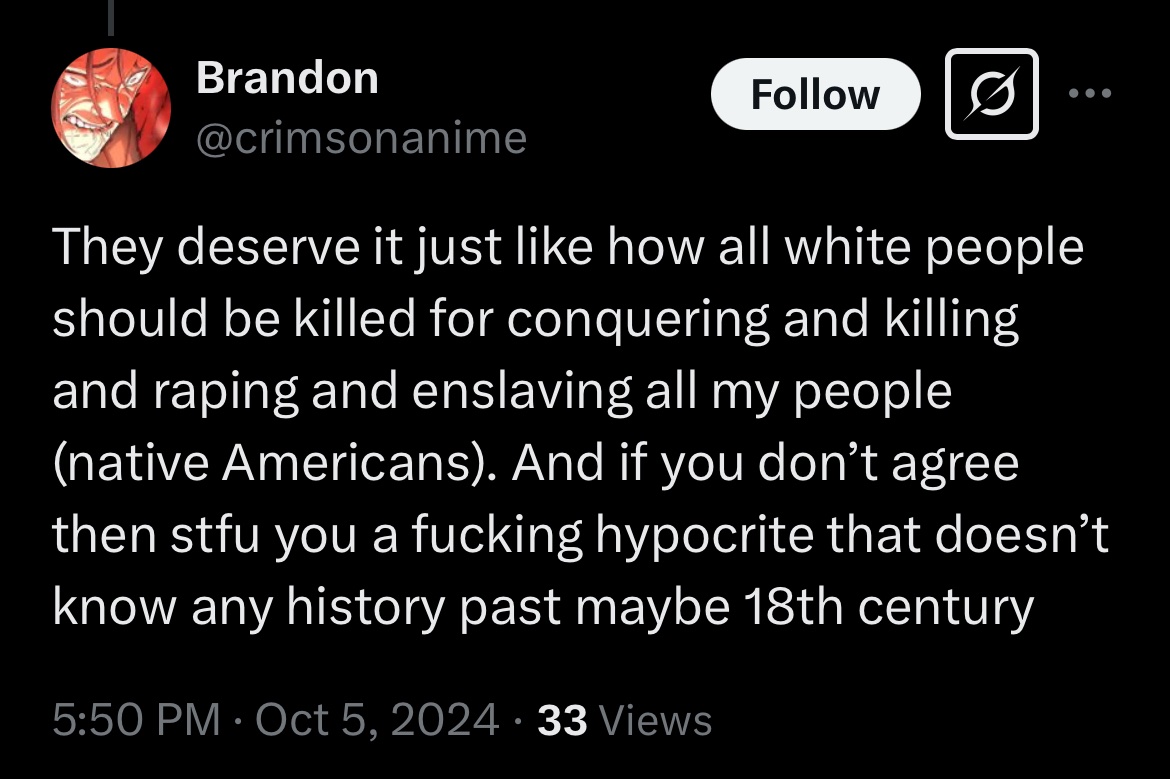 Brandon
@crimsonanime
Follow
They deserve it just like how all white people
should be killed for conquering and killing
and raping and enslaving all my people
(native Americans). And if you don’t agree
then stfu you a fucking hypocrite that doesn’t
know any history past maybe 18th century
5:50 PM · Oct 5, 2024 · 33 Views